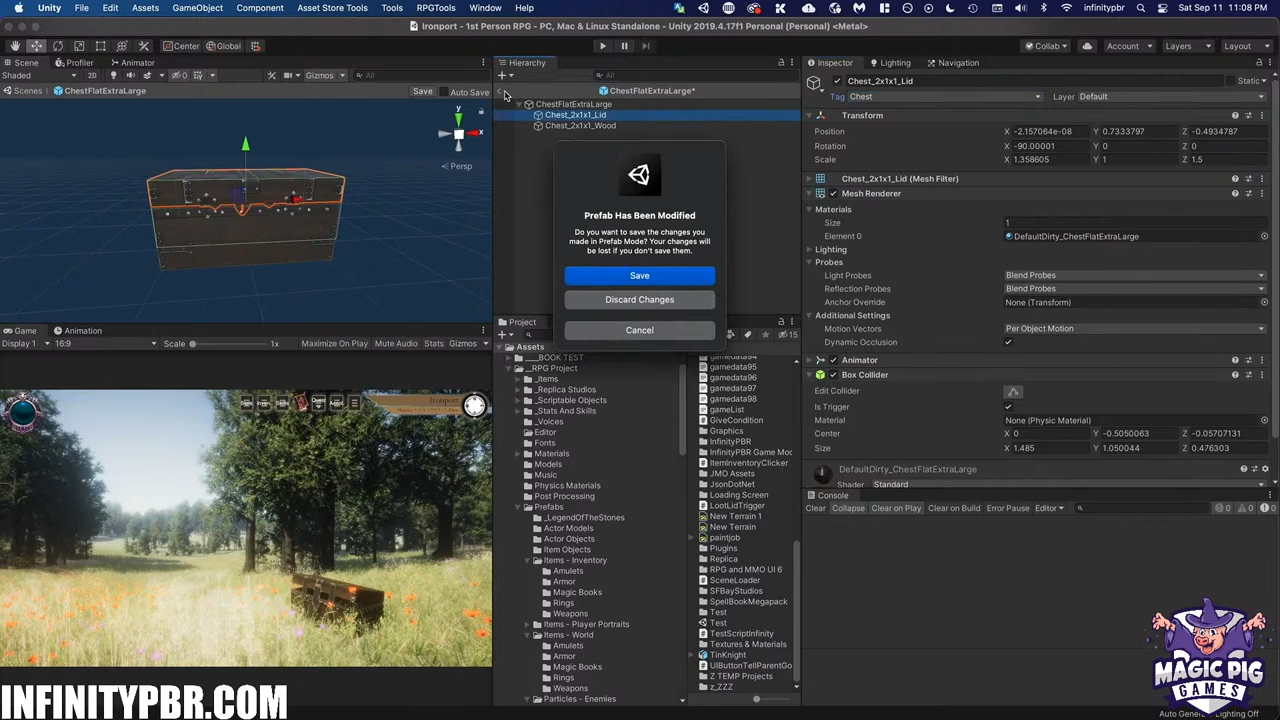 Unity Assets Edit GameObject Component Asset Store Tools Tools RPGTools Window Help infinitypbr Sat Sep 11 11:08 PM
Ironport - 1st Person RPG - PC, Mac & Linux Standalone - Unity 2019.4.17f1 Personal (Personal) <Metal>
Center Global Collab Account Layers Layout
Scene Profiler Animator
Shaded 2D 0 Gizmos All
Scenes ChestFlatExtraLarge Save Auto Save
y
x
Persp
Game Animation
Display 1 16:9 Scale 1x Maximize On Play Mute Audio Stats Gizmos
Ironport
INFINITYPBR.COM
Hierarchy
All
ChestFlatExtraLarge*
ChestFlatExtraLarge
Chest_2x1x1_Lid
Chest_2x1x1_Wood
Prefab Has Been Modified
Do you want to save the changes you
made in Prefab Mode? Your changes will
be lost if you don't save them.
Save
Discard Changes
Cancel
Project
15
Assets
___BOOK TEST
__RPG Project
_Items
_Replica Studios
_Scriptable Objects
_Stats And Skills
_Voices
Editor
Fonts
Materials
Models
Music
Physics Materials
Post Processing
Prefabs
_LegendOfTheStones
Actor Models
Actor Objects
Item Objects
Items - Inventory
Amulets
Armor
Magic Books
Rings
Weapons
Items - Player Portraits
Items - World
Amulets
Armor
Magic Books
Rings
Weapons
Particles - Enemies
gamedata94
gamedata95
gamedata96
gamedata97
gamedata98
gameList
GiveCondition
Graphics
InfinityPBR
InfinityPBR Game Mod
ItemInventoryClicker
JMO Assets
JsonDotNet
Loading Screen
LootLidTrigger
New Terrain 1
New Terrain
paintjob
Plugins
Replica
RPG and MMO UI 6
SceneLoader
SFBayStudios
SpellBookMegapack
Test
Test
TestScriptInfinity
Textures & Materials
TinKnight
UIButtonTellParentGo
Z TEMP Projects
z_ZZZ
Inspector Lighting Navigation
Chest_2x1x1_Lid Static
Tag Chest Layer Default
Transform
Position X -2.157064e-08 Y 0.7333797 Z -0.4934787
Rotation X -90.00001 Y 0 Z 0
Scale X 1.358605 Y 1 Z 1.5
Chest_2x1x1_Lid (Mesh Filter)
Mesh Renderer
Materials
Size 1
Element 0 DefaultDirty_ChestFlatExtraLarge
Lighting
Probes
Light Probes Blend Probes
Reflection Probes Blend Probes
Anchor Override None (Transform)
Additional Settings
Motion Vectors Per Object Motion
Dynamic Occlusion
Animator
Box Collider
Edit Collider
Is Trigger
Material None (Physic Material)
Center X 0 Y -0.5050063 Z -0.05707131
Size X 1.485 Y 1.050044 Z 0.476303
DefaultDirty_ChestFlatExtraLarge
Shader Standard
Console
Clear Collapse Clear on Play Clear on Build Error Pause Editor 0 0 0
MAGIC PIG
GAMES
Auto Generate Lighting Off